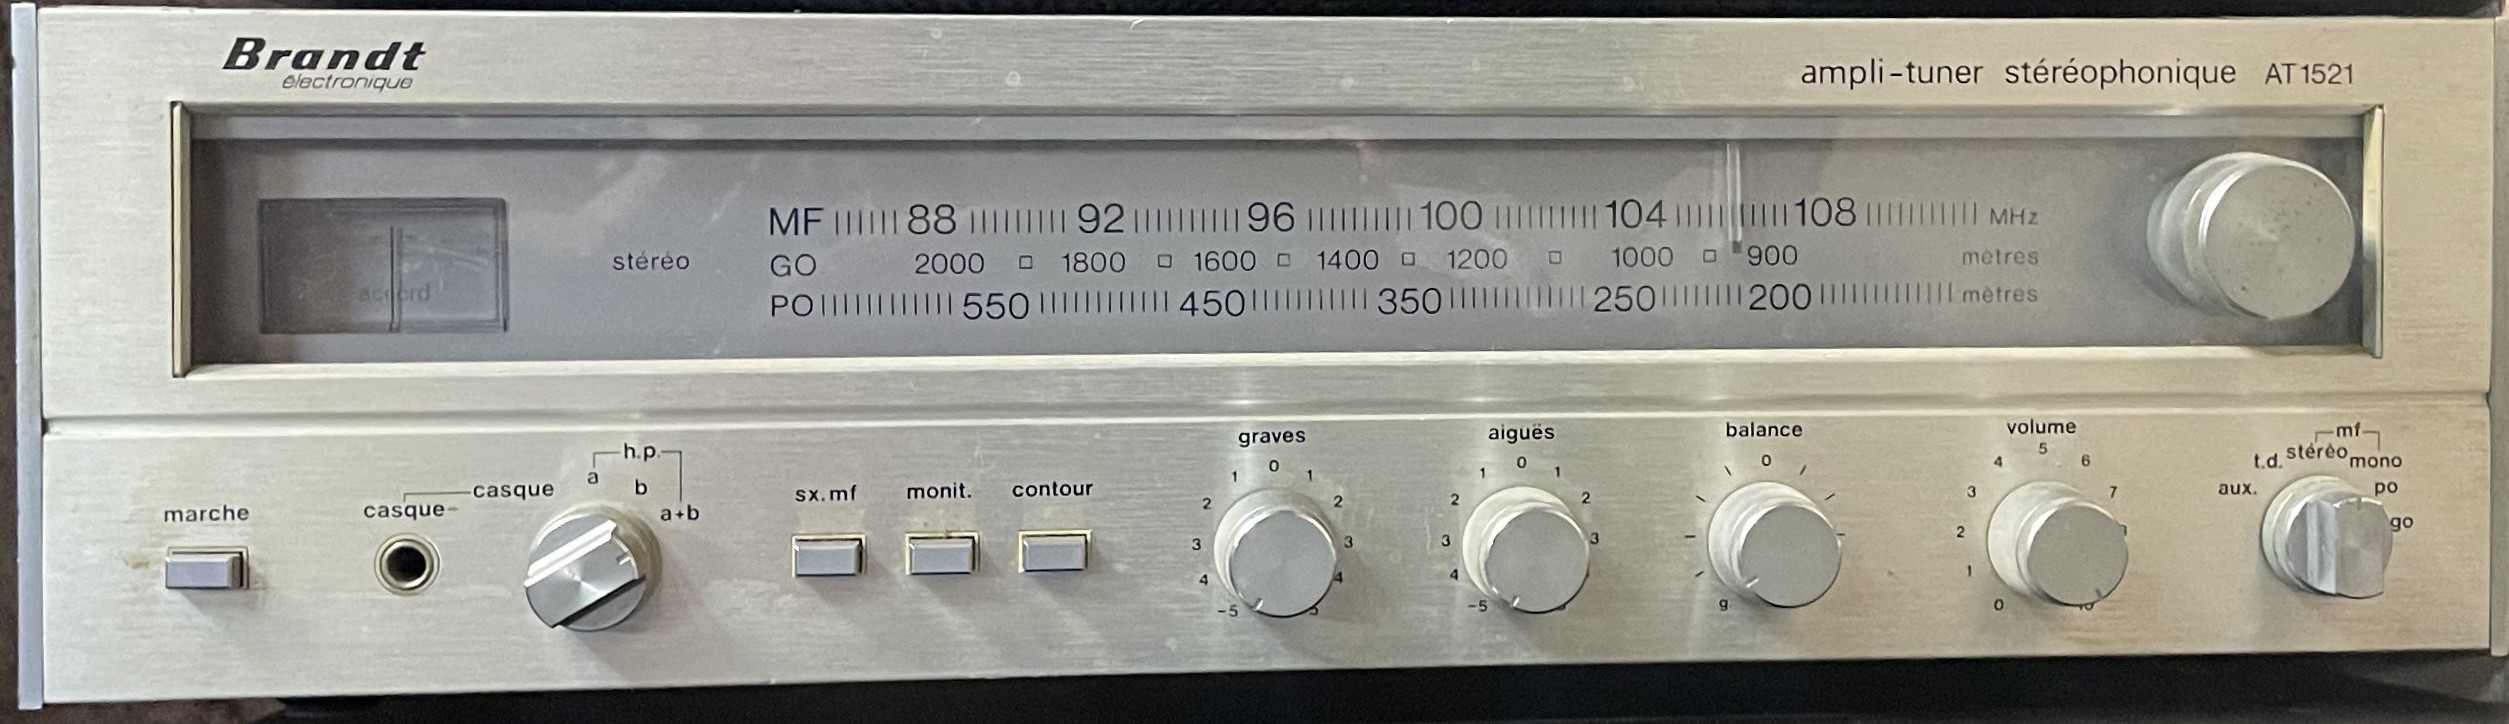 Brandt
électronique
ampli-tuner stéréophonique AT1521
accord
stéréo
MF 88 92 96 100 104 108 MHz
GO 2000 1800 1600 1400 1200 1000 900 mètres
PO 550 450 350 250 200 mètres
marche
casque
casque
h.p.
a
b
a+b
sx.mf
monit.
contour
graves
-5 4 3 2 1 0 1 2 3 4 5
aiguës
-5 4 3 2 1 0 1 2 3
balance
g 0
volume
0 1 2 3 4 5 6 7
mf
aux.
t.d.
stéréo
mono
po
go